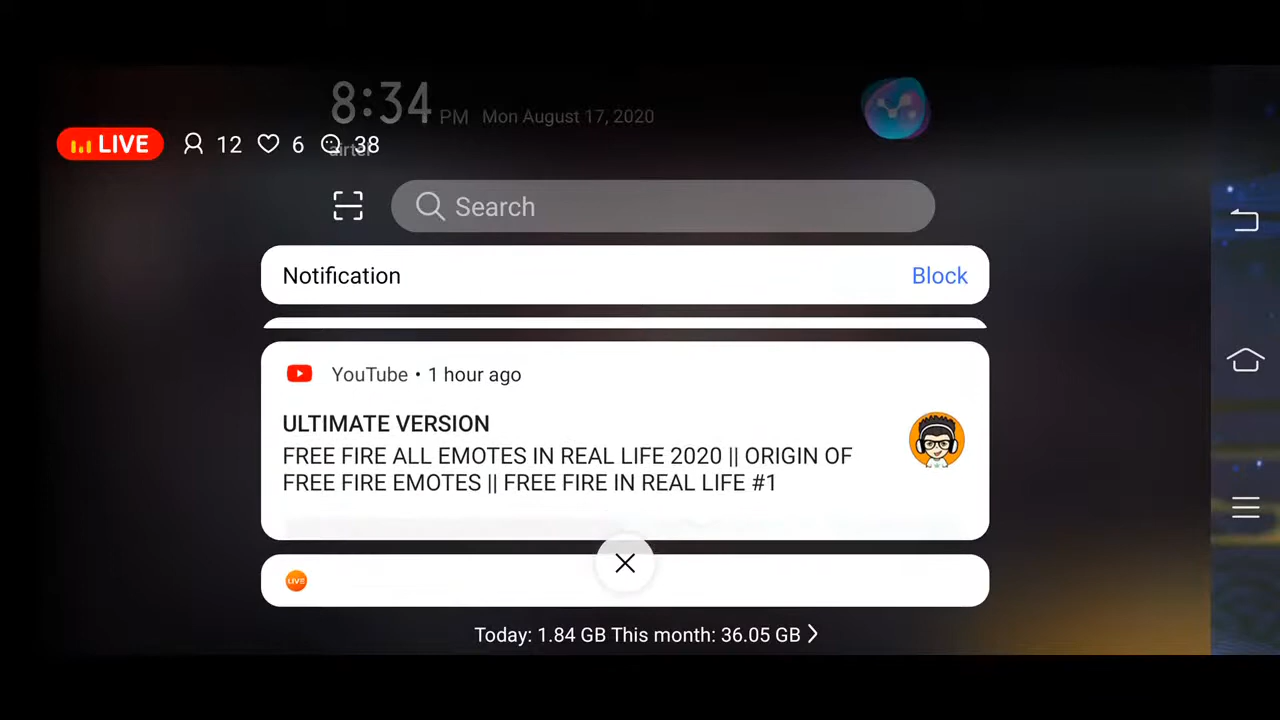 8:34 PM Mon August 17, 2020
LIVE 12 6 38
airtel
Search
Notification Block
YouTube • 1 hour ago
ULTIMATE VERSION
FREE FIRE ALL EMOTES IN REAL LIFE 2020 || ORIGIN OF
FREE FIRE EMOTES || FREE FIRE IN REAL LIFE #1
LIVE
Today: 1.84 GB This month: 36.05 GB